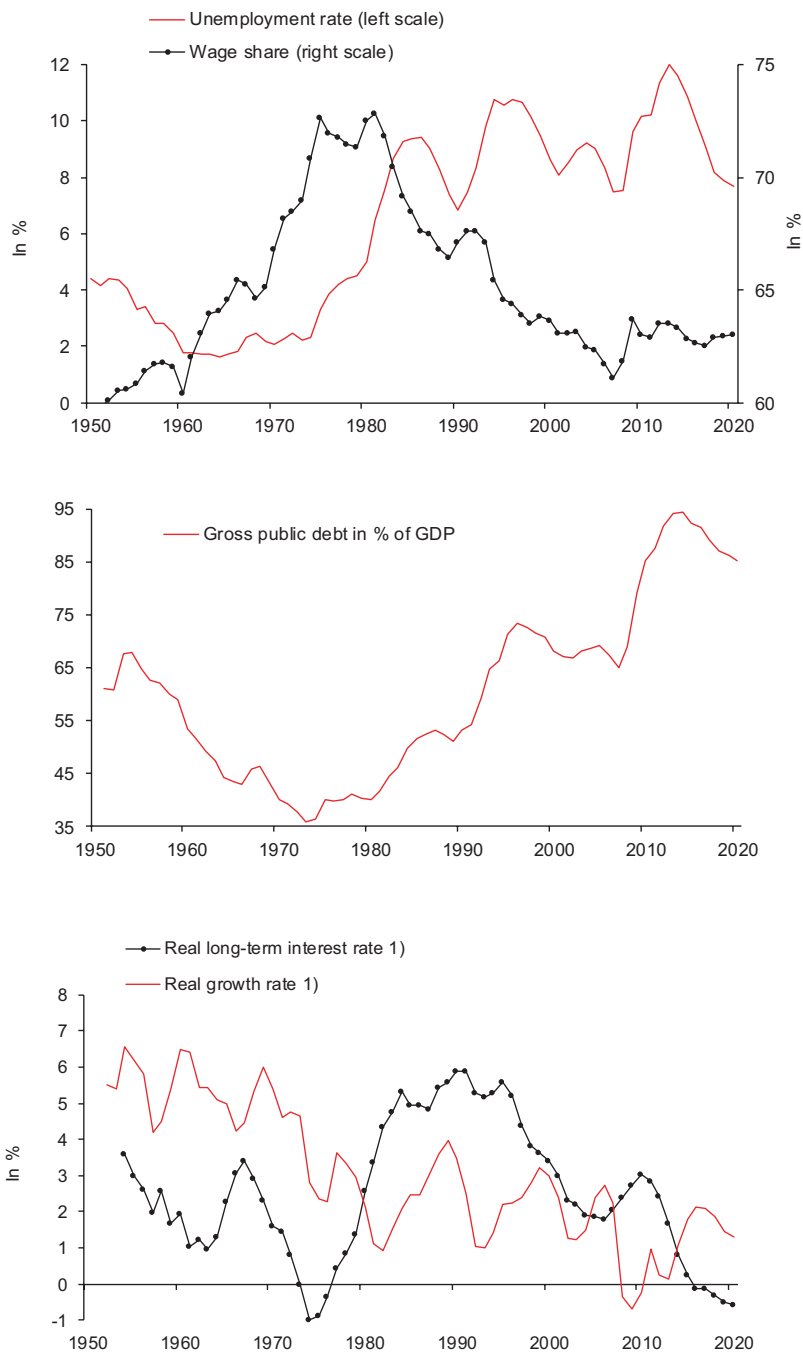 Unemployment rate (left scale)
Wage share (right scale)
12
10
8
6
4
2
0
In %
75
70
65
60
In %
1950 1960 1970 1980 1990 2000 2010 2020
95
85
75
65
55
45
35
Gross public debt in % of GDP
1950 1960 1970 1980 1990 2000 2010 2020
Real long-term interest rate 1)
Real growth rate 1)
8
7
6
5
4
3
2
1
0
-1
In %
1950 1960 1970 1980 1990 2000 2010 2020